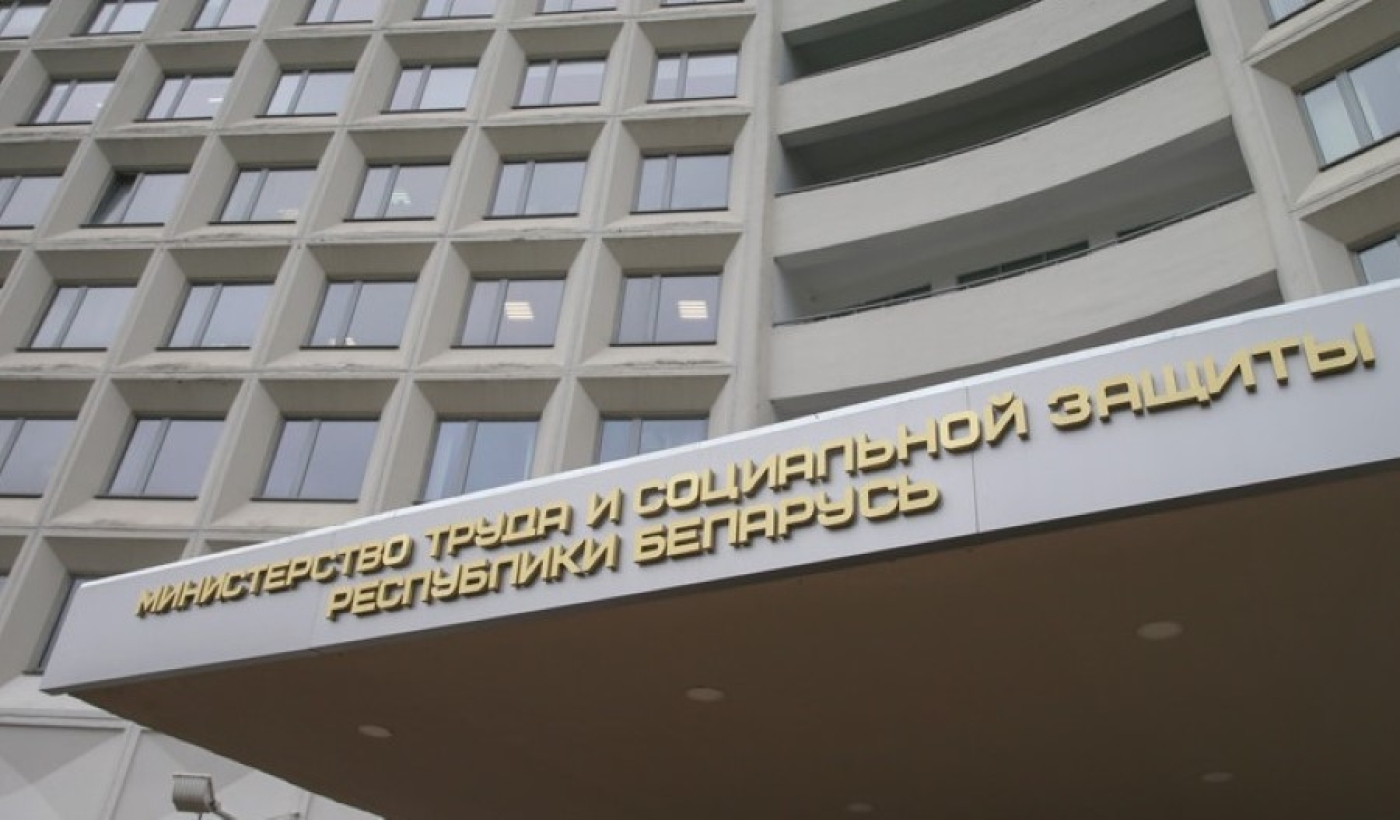 МИНИСТЕРСТВО ТРУДА И СОЦИАЛЬНОЙ ЗАЩИТЫ
РЕСПУБЛИКИ БЕЛАРУСЬ